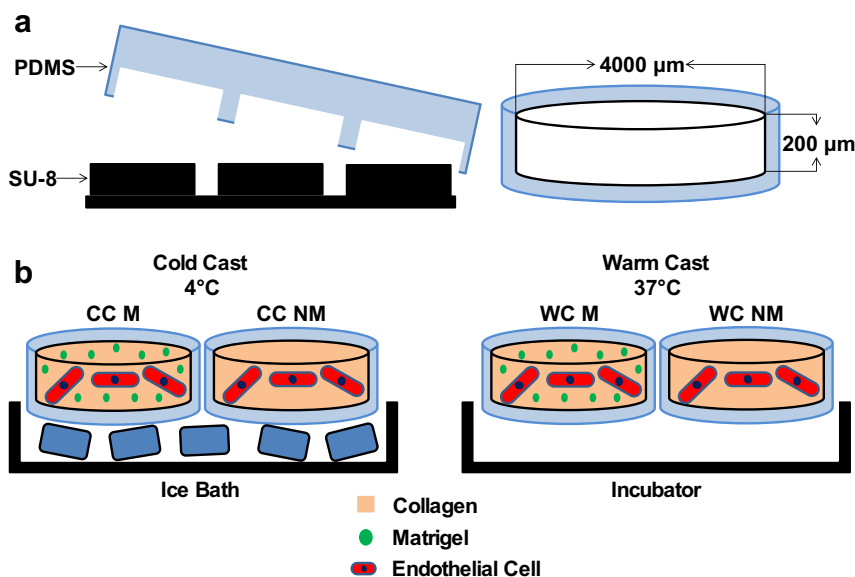 a
PDMS
SU-8
4000 µm
200 µm
b
Cold Cast
4°C
CC M
CC NM
Ice Bath
Warm Cast
37°C
WC M
WC NM
Incubator
Collagen
Matrigel
Endothelial Cell